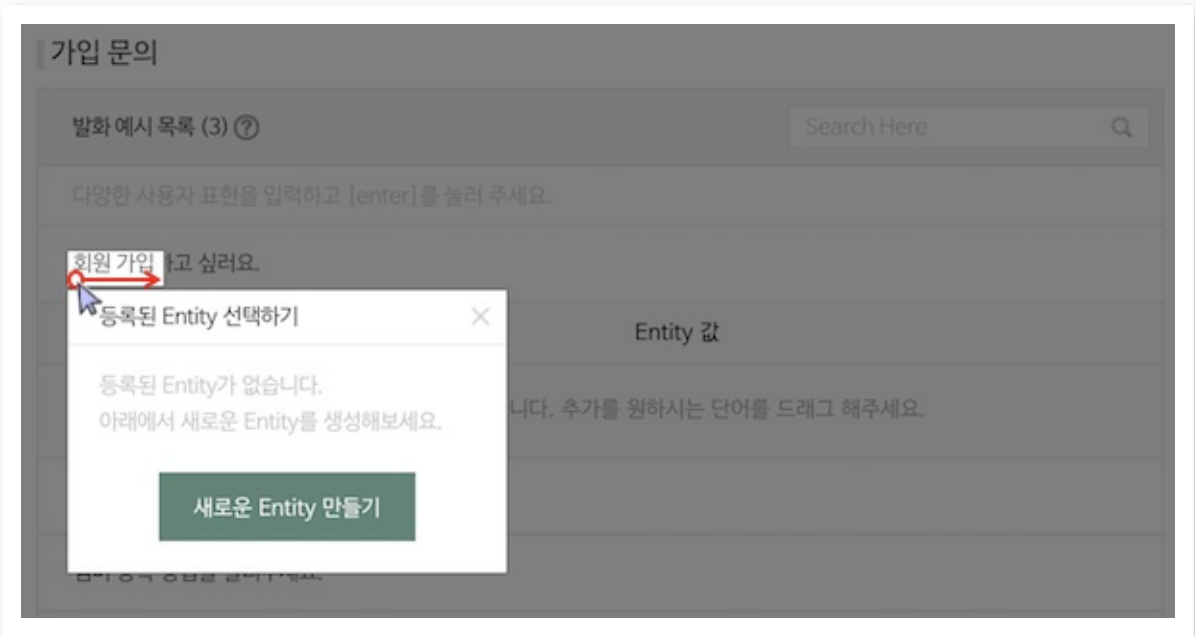 가입 문의
발화 예시 목록 (3) ?
Search Here
다양한 사용자 표현을 입력하고 [enter]를 눌러 주세요.
회원 가입 하고 싶러요.
등록된 Entity 선택하기
Entity 값
등록된 Entity가 없습니다.
아래에서 새로운 Entity를 생성해보세요.
니다. 추가를 원하시는 단어를 드래그 해주세요.
새로운 Entity 만들기